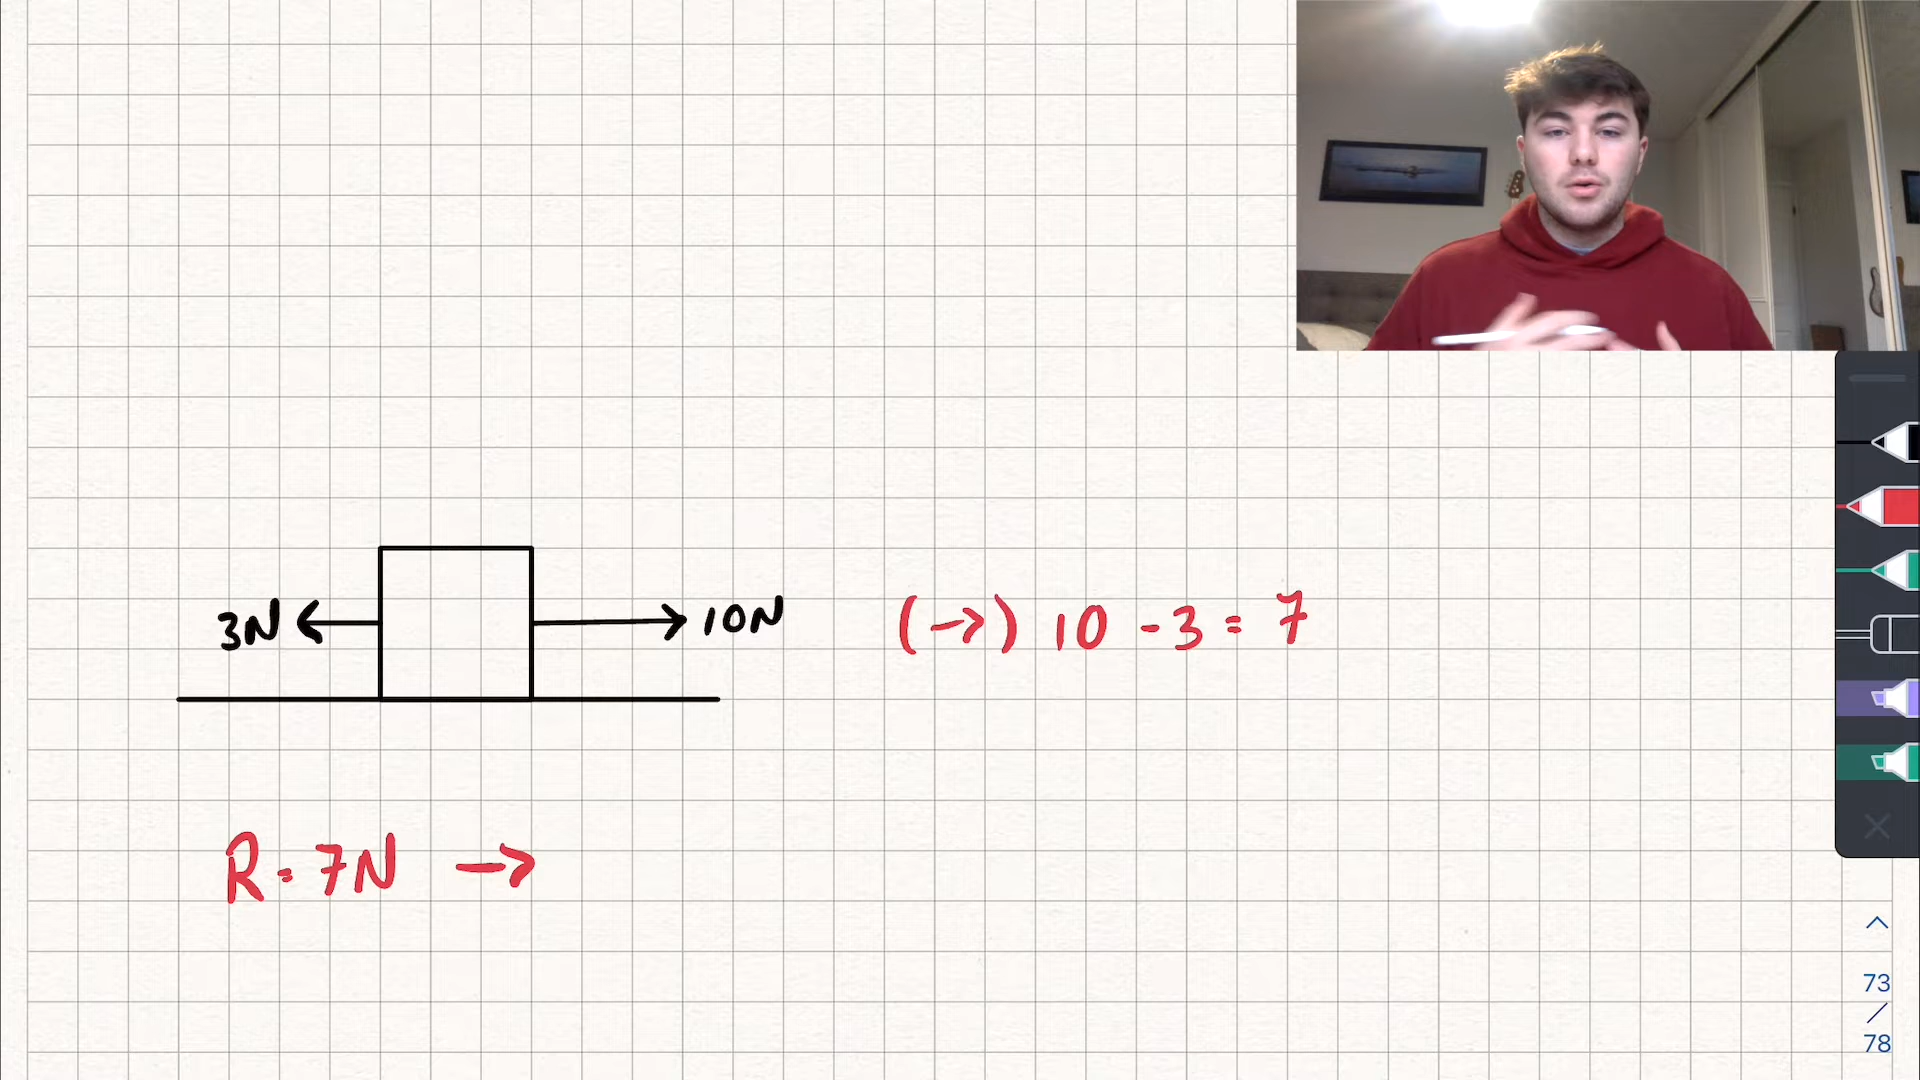 3N
10N
(→) 10 - 3 = 7
R = 7N →
73
/
78